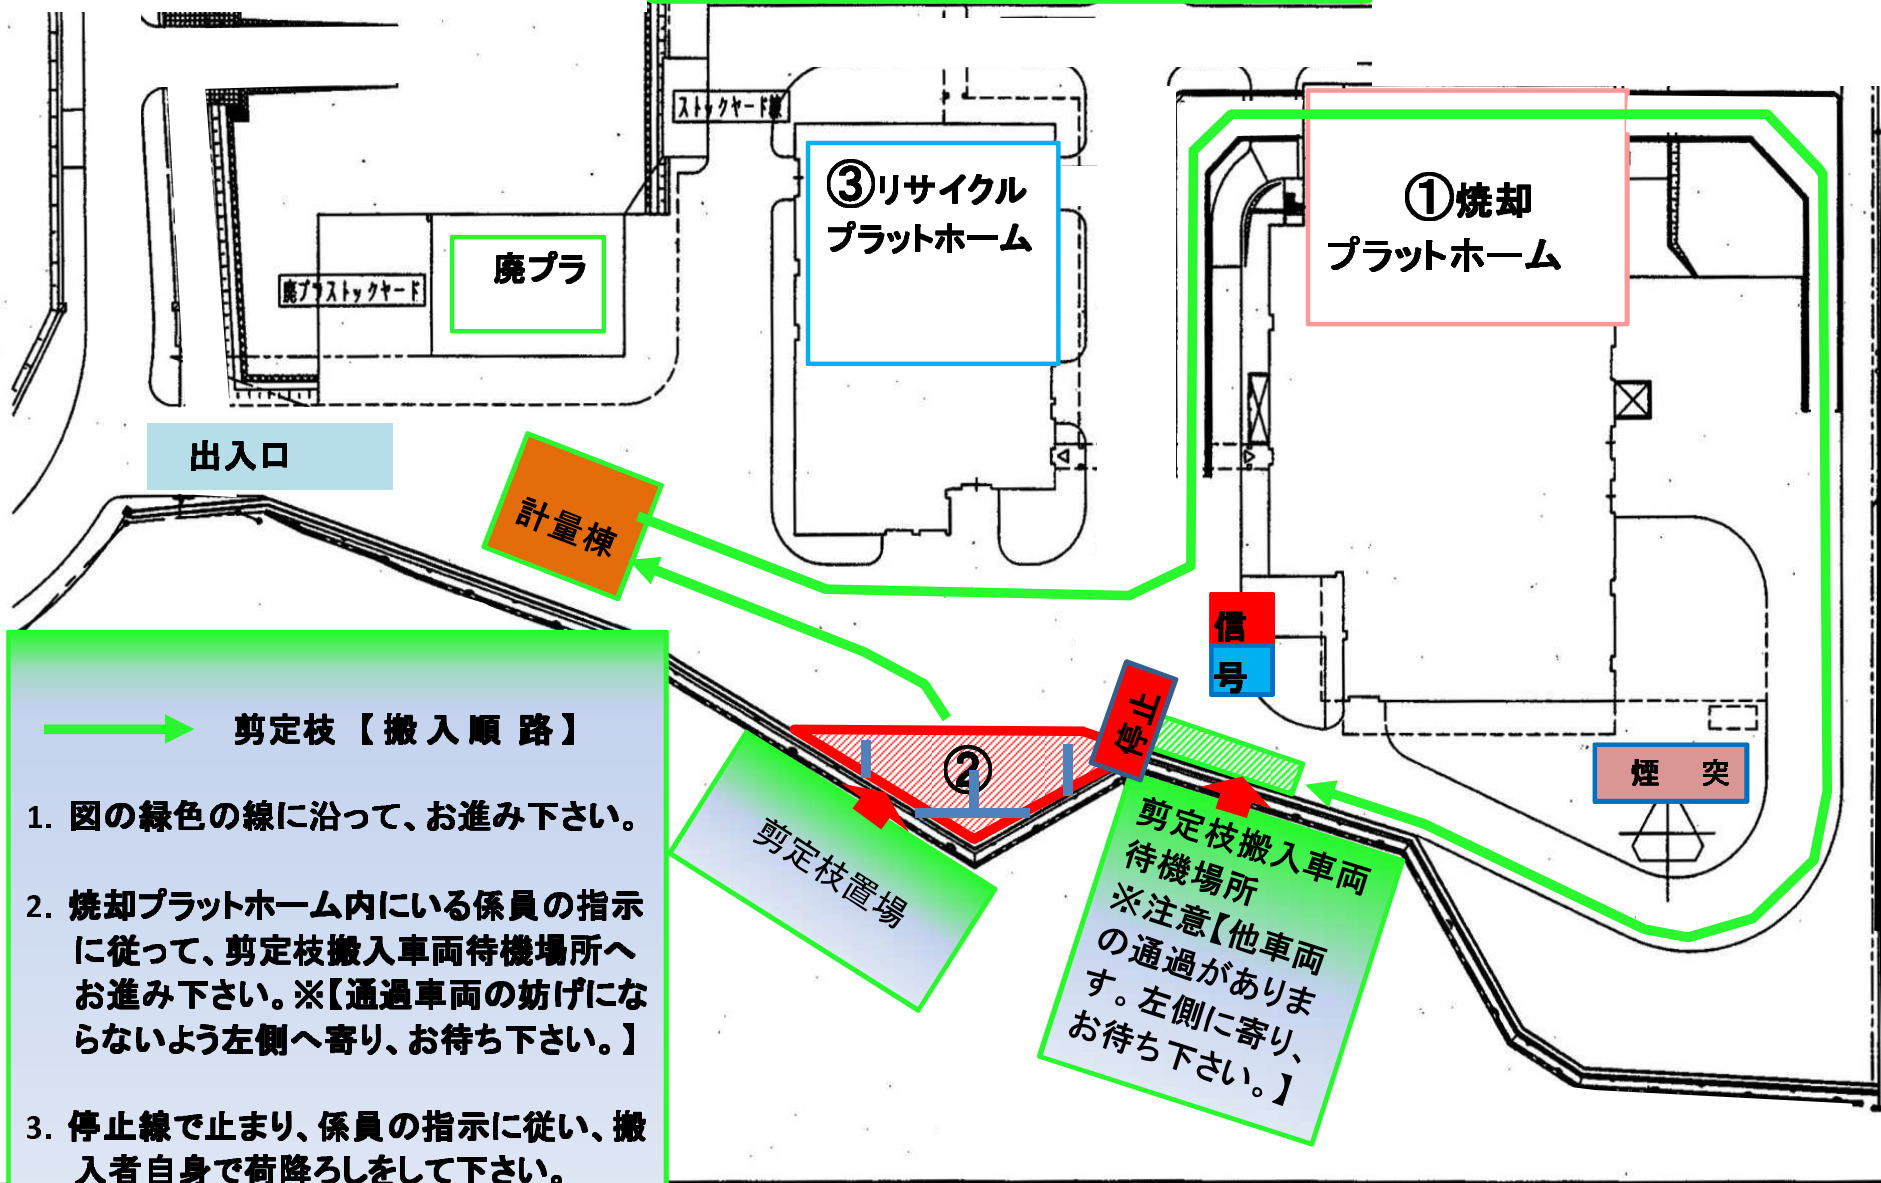 ストックヤード
③リサイクル
プラットホーム
①焼却
プラットホーム
廃プラ
廃プラストックヤード
出入口
計量棟
信
号
停止
②
煙 突
剪定枝置場
剪定枝搬入車両
待機場所
※注意【他車両
の通過がありま
す。左側に寄り、
お待ち下さい。】
剪定枝【搬入順 路】
1. 図の緑色の線に沿って、お進み下さい。
2. 焼却プラットホーム内にいる係員の指示
に従って、剪定枝搬入車両待機場所へ
お進み下さい。※【通過車両の妨げにな
らないよう左側へ寄り、お待ち下さい。】
3. 停止線で止まり、係員の指示に従い、搬
入者自身で荷降ろしをして下さい。